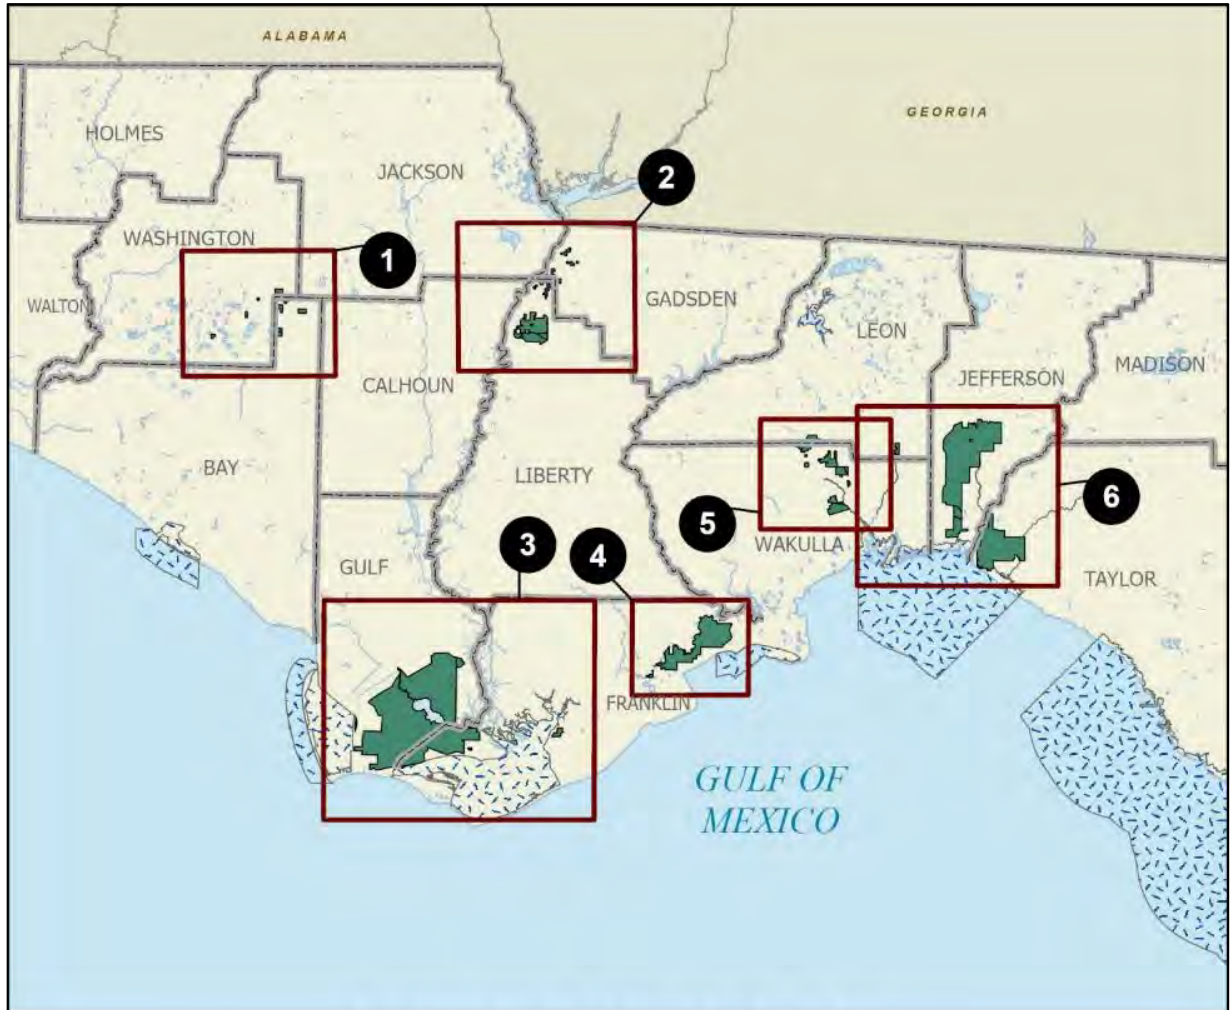 ALABAMA
GEORGIA
HOLMES
JACKSON
2
WASHINGTON
1
WALTON
GADSDEN
LEON
CALHOUN
JEFFERSON
MADISON
BAY
LIBERTY
6
5
WAKULLA
3
4
GULF
TAYLOR
FRANKLIN
GULF OF
MEXICO